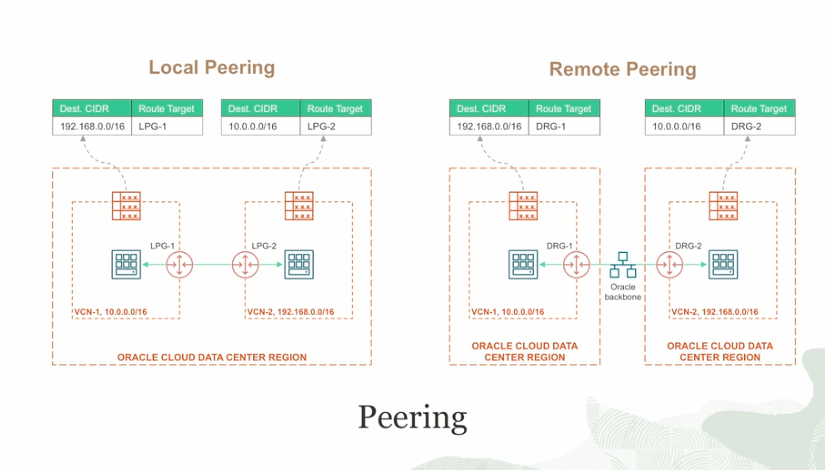 Local Peering
Dest. CIDR Route Target
192.168.0.0/16 LPG-1
Dest. CIDR Route Target
10.0.0.0/16 LPG-2
x.x.x
x.x.x
x.x.x
x.x.x
x.x.x
x.x.x
LPG-1
LPG-2
VCN-1, 10.0.0.0/16
VCN-2, 192.168.0.0/16
ORACLE CLOUD DATA CENTER REGION
Remote Peering
Dest. CIDR Route Target
192.168.0.0/16 DRG-1
Dest. CIDR Route Target
10.0.0.0/16 DRG-2
x.x.x
x.x.x
x.x.x
x.x.x
x.x.x
x.x.x
DRG-1
DRG-2
Oracle
backbone
VCN-1, 10.0.0.0/16
VCN-2, 192.168.0.0/16
ORACLE CLOUD DATA
CENTER REGION
ORACLE CLOUD DATA
CENTER REGION
Peering